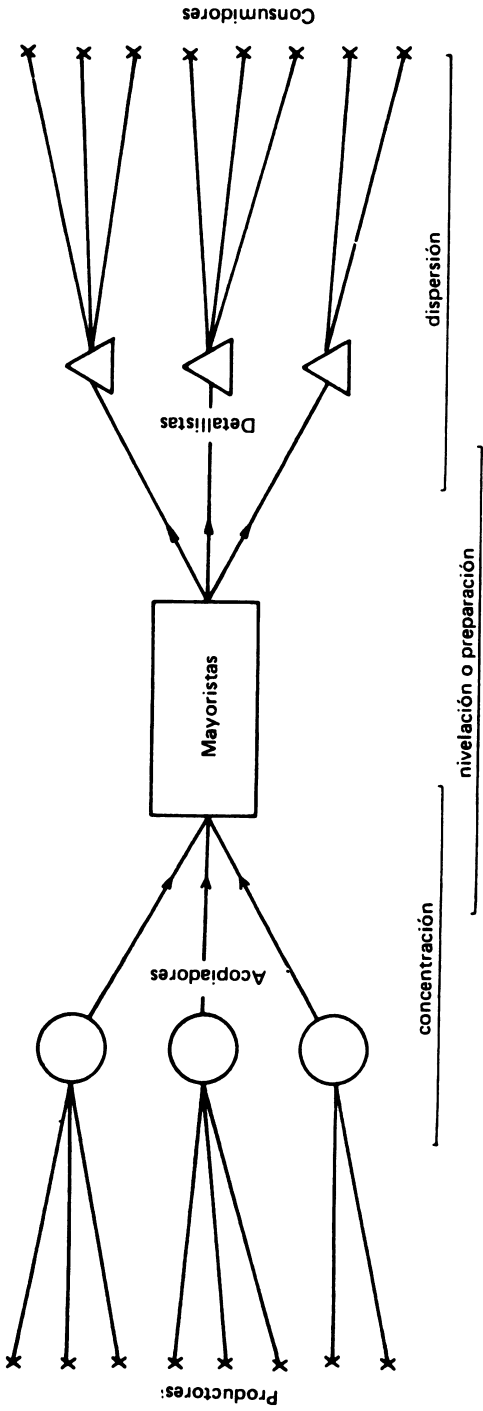 Productores:
Acopiadores
Mayoristas
Detallistas
Consumidores
concentración
nivelación o preparación
dispersión